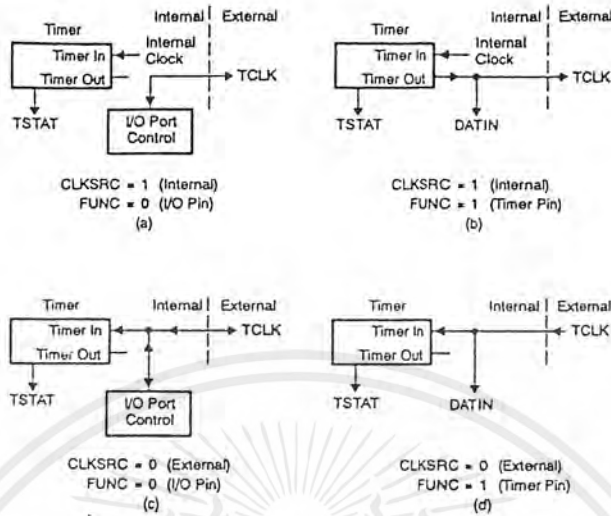 Internal | External
Timer
Timer In
Internal
Clock
Timer Out
TCLK
TSTAT
I/O Port
Control
CLKSRC = 1 (Internal)
FUNC = 0 (I/O Pin)
(a)
Internal | External
Timer
Timer In
Internal
Clock
Timer Out
TCLK
TSTAT
DATIN
CLKSRC = 1 (Internal)
FUNC = 1 (Timer Pin)
(b)
Timer
Internal | External
Timer In
TCLK
Timer Out
TSTAT
I/O Port
Control
CLKSRC = 0 (External)
FUNC = 0 (I/O Pin)
(c)
Timer
Internal | External
Timer In
TCLK
Timer Out
TSTAT
DATIN
CLKSRC = 0 (External)
FUNC = 1 (Timer Pin)
(d)